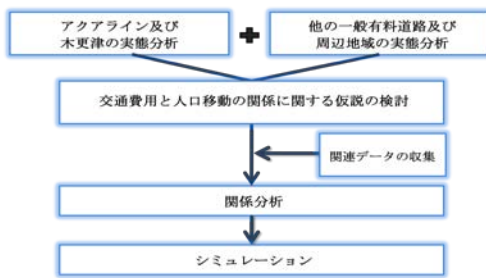 アクアライン及び
木更津の実態分析
他の一般有料道路及び
周辺地域の実態分析
交通費用と人口移動の関係に関する仮説の検討
関連データの収集
関係分析
シミュレーション